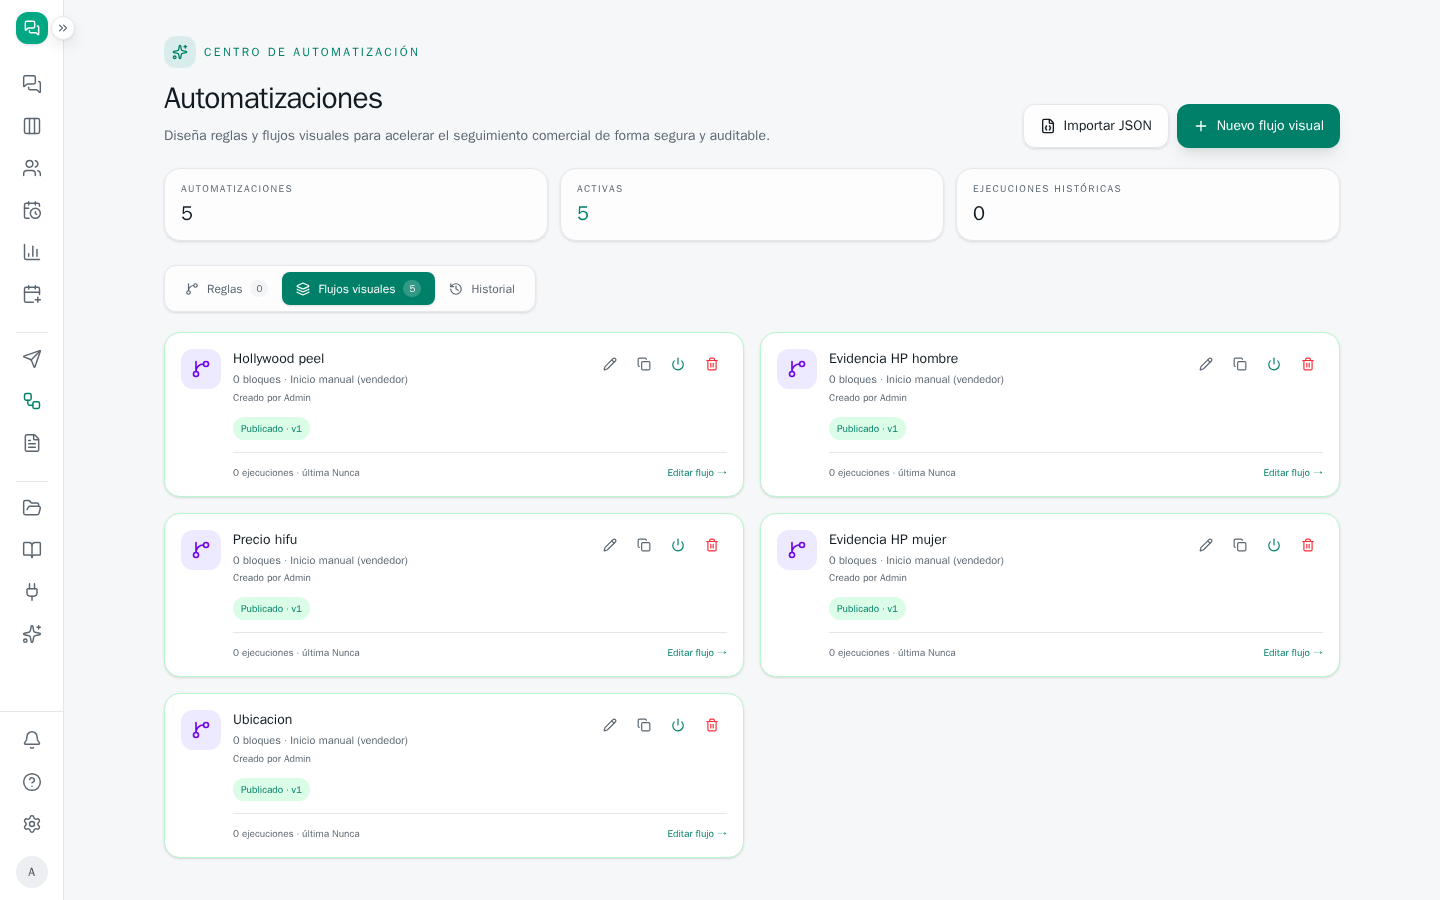 CENTRO DE AUTOMATIZACIÓN
Automatizaciones
Diseña reglas y flujos visuales para acelerar el seguimiento comercial de forma segura y auditable.
Importar JSON
Nuevo flujo visual
AUTOMATIZACIONES
5
ACTIVAS
5
EJECUCIONES HISTÓRICAS
0
Reglas 0
Flujos visuales 5
Historial
Hollywood peel
0 bloques · Inicio manual (vendedor)
Creado por Admin
Publicado · v1
0 ejecuciones · última Nunca
Editar flujo →
Evidencia HP hombre
0 bloques · Inicio manual (vendedor)
Creado por Admin
Publicado · v1
0 ejecuciones · última Nunca
Editar flujo →
Precio hifu
0 bloques · Inicio manual (vendedor)
Creado por Admin
Publicado · v1
0 ejecuciones · última Nunca
Editar flujo →
Evidencia HP mujer
0 bloques · Inicio manual (vendedor)
Creado por Admin
Publicado · v1
0 ejecuciones · última Nunca
Editar flujo →
Ubicacion
0 bloques · Inicio manual (vendedor)
Creado por Admin
Publicado · v1
0 ejecuciones · última Nunca
Editar flujo →
A